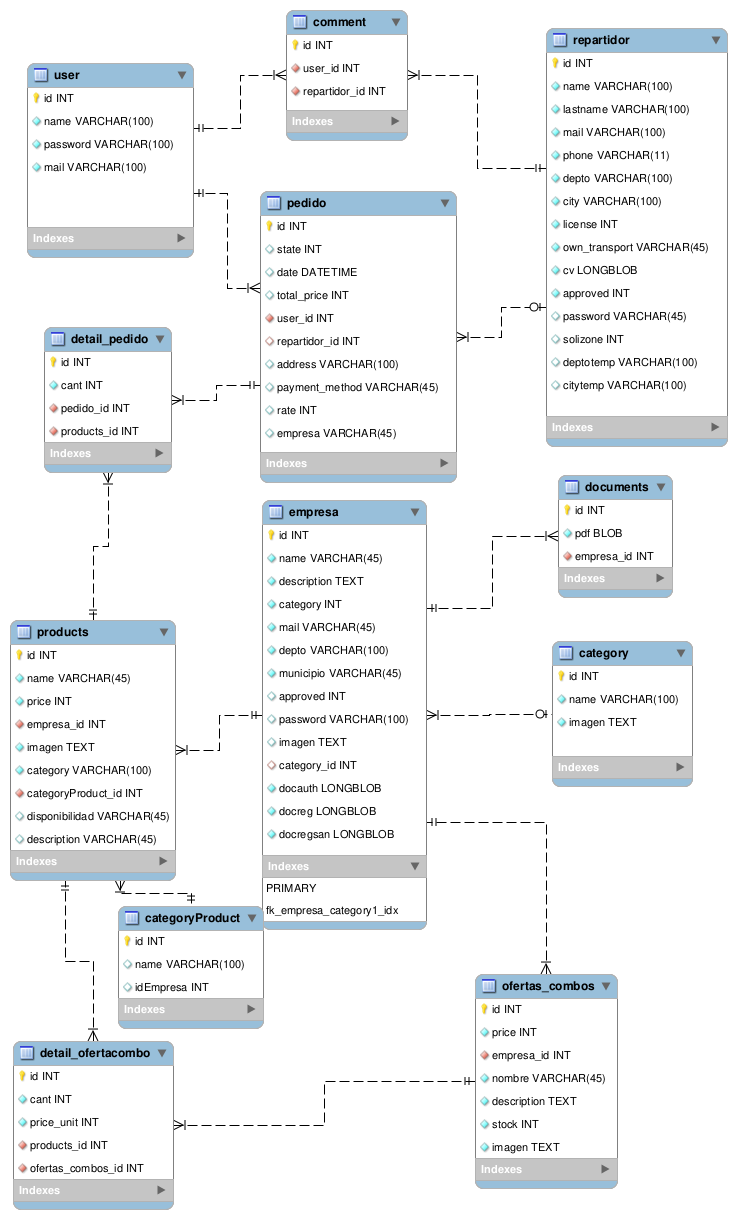 comment
id INT
user_id INT
repartidor_id INT
Indexes
repartidor
id INT
name VARCHAR(100)
lastname VARCHAR(100)
mail VARCHAR(100)
phone VARCHAR(11)
depto VARCHAR(100)
city VARCHAR(100)
license INT
own_transport VARCHAR(45)
cv LONGBLOB
approved INT
password VARCHAR(45)
solizone INT
deptotemp VARCHAR(100)
citytemp VARCHAR(100)
Indexes
user
id INT
name VARCHAR(100)
password VARCHAR(100)
mail VARCHAR(100)
Indexes
pedido
id INT
state INT
date DATETIME
total_price INT
user_id INT
repartidor_id INT
address VARCHAR(100)
payment_method VARCHAR(45)
rate INT
empresa VARCHAR(45)
Indexes
detail_pedido
id INT
cant INT
pedido_id INT
products_id INT
Indexes
documents
id INT
pdf BLOB
empresa_id INT
Indexes
empresa
id INT
name VARCHAR(45)
description TEXT
category INT
mail VARCHAR(45)
depto VARCHAR(100)
municipio VARCHAR(45)
approved INT
password VARCHAR(100)
imagen TEXT
category_id INT
docauth LONGBLOB
docreg LONGBLOB
docregsan LONGBLOB
Indexes
PRIMARY
fk_empresa_category1_idx
products
id INT
name VARCHAR(45)
price INT
empresa_id INT
imagen TEXT
category VARCHAR(100)
categoryProduct_id INT
disponibilidad VARCHAR(45)
description VARCHAR(45)
Indexes
category
id INT
name VARCHAR(100)
imagen TEXT
Indexes
categoryProduct
id INT
name VARCHAR(100)
idEmpresa INT
Indexes
ofertas_combos
id INT
price INT
empresa_id INT
nombre VARCHAR(45)
description TEXT
stock INT
imagen TEXT
Indexes
detail_ofertacombo
id INT
cant INT
price_unit INT
products_id INT
ofertas_combos_id INT
Indexes